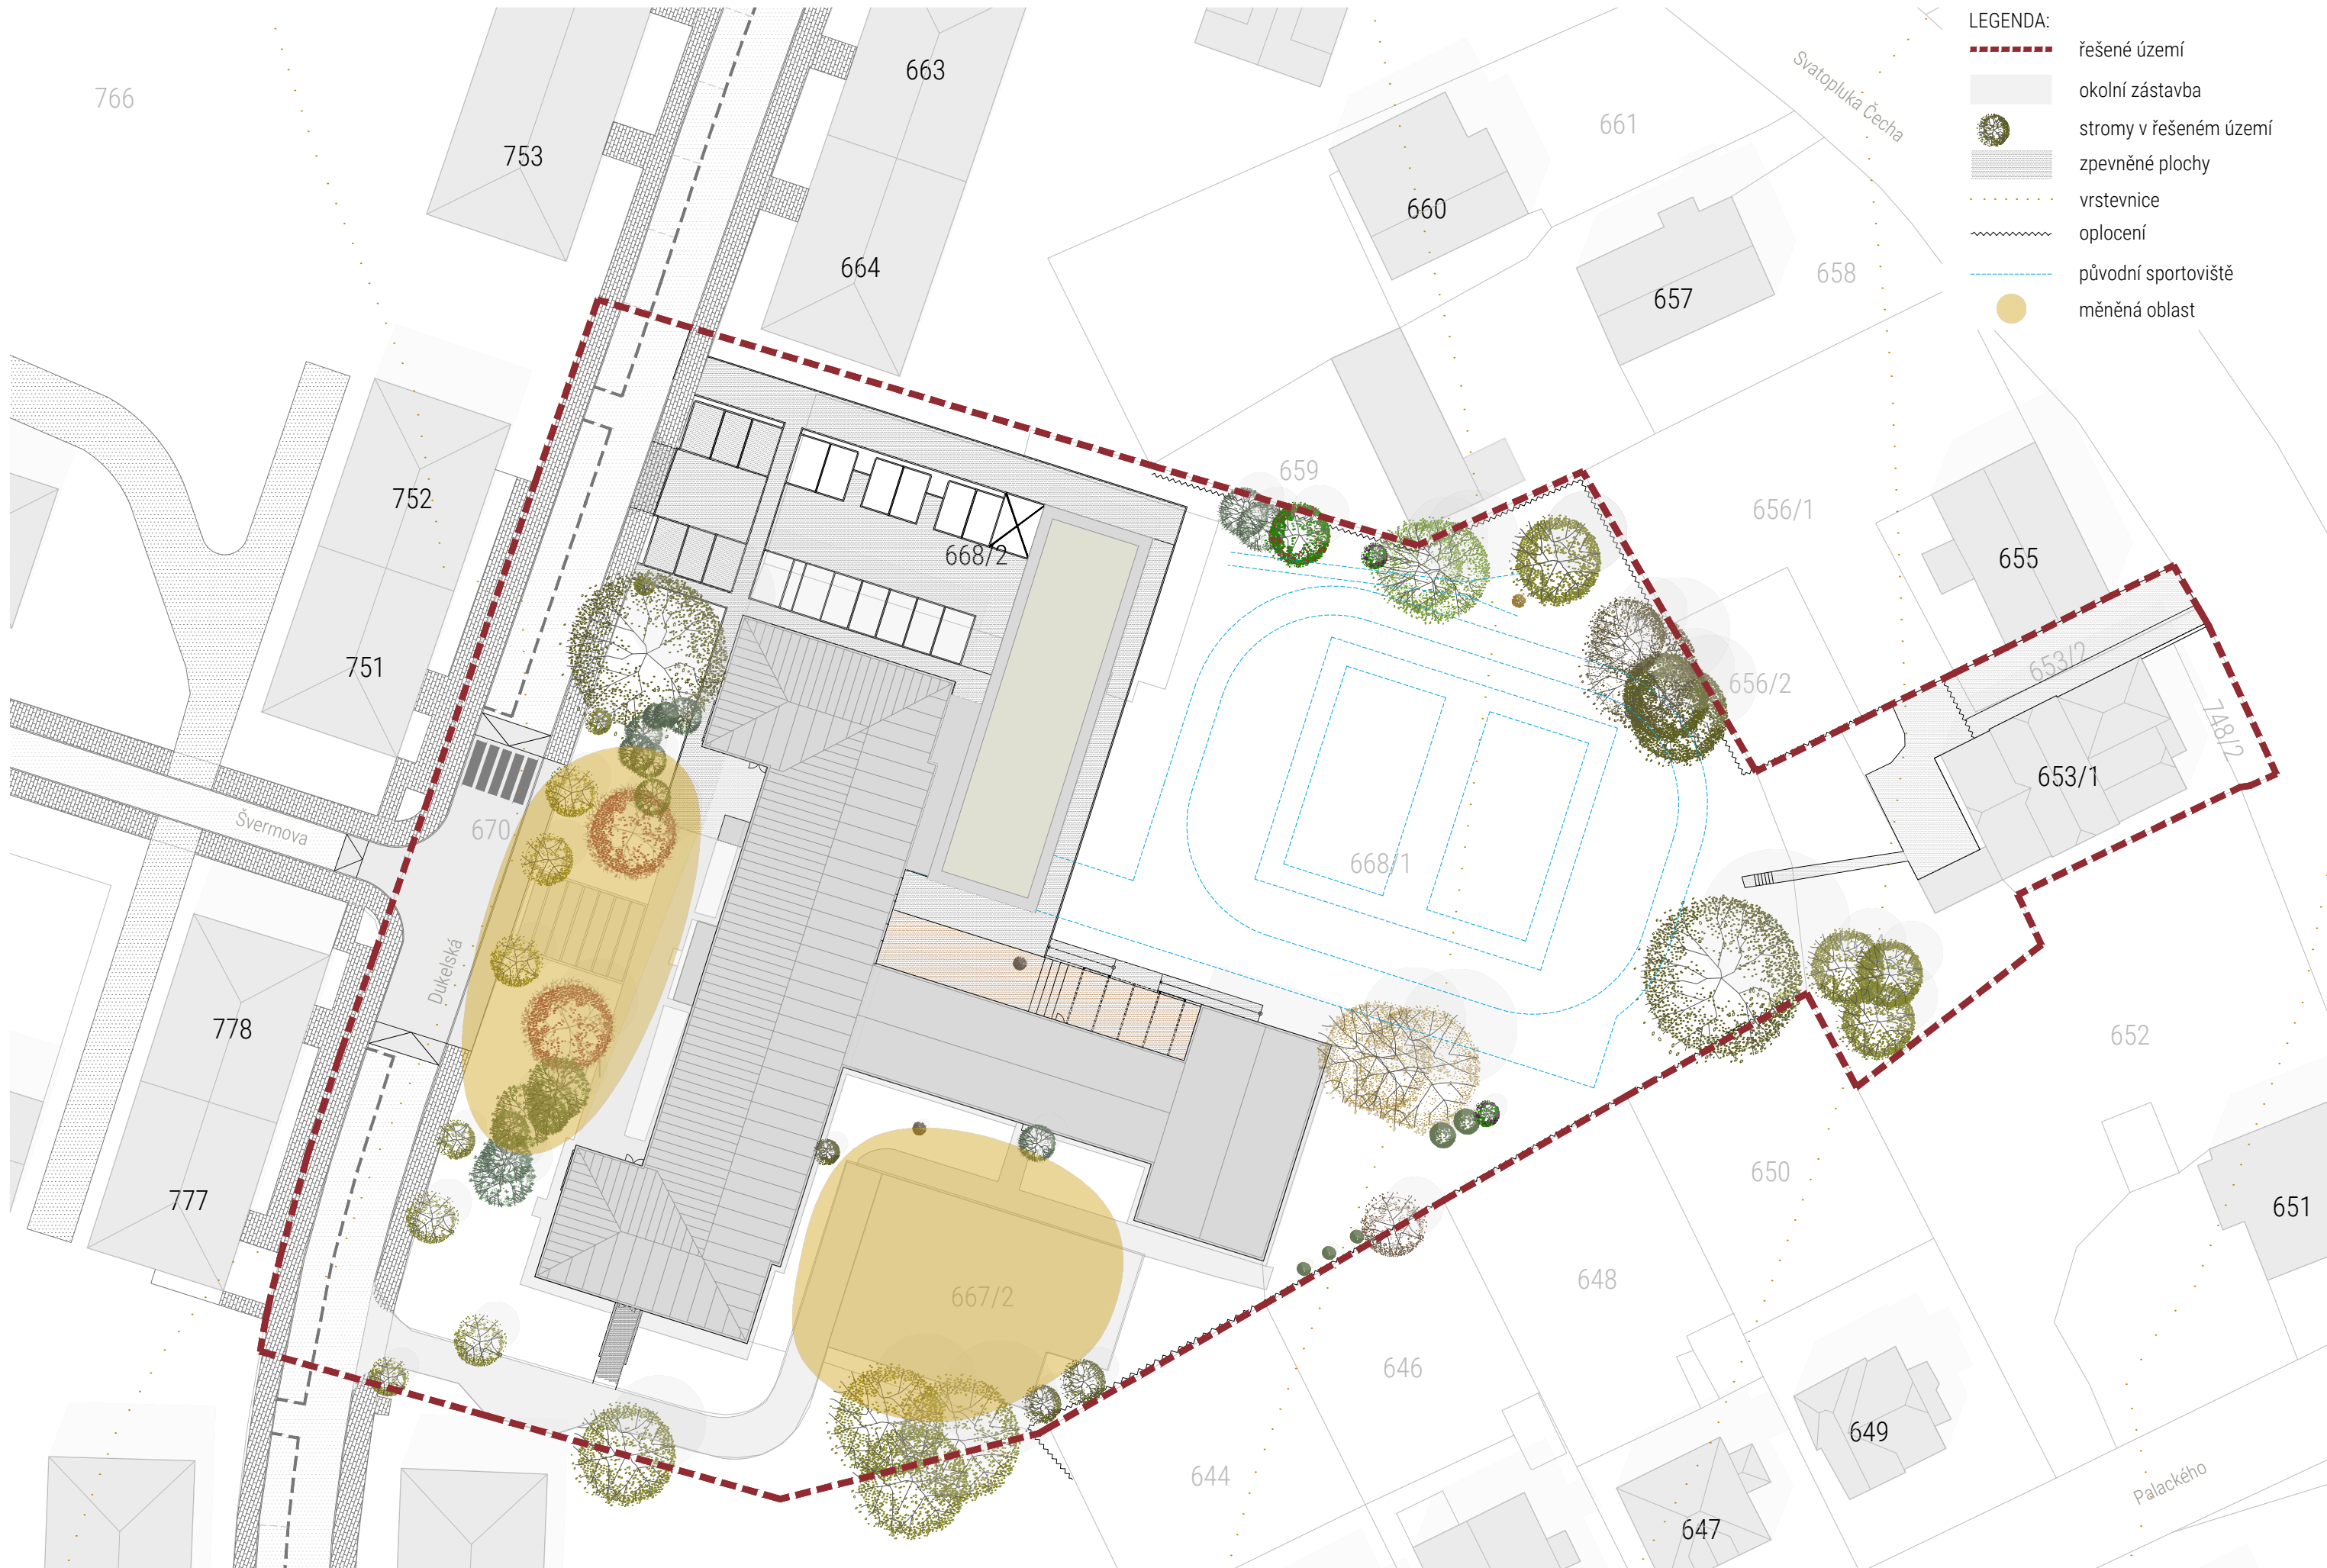 LEGENDA:
řešené území
okolní zástavba
stromy v řešeném území
zpevněné plochy
vrstevnice
oplocení
původní sportoviště
měněná oblast
766
663
753
664
661
Svatopluka Čecha
660
657
658
659
752
668/2
656/1
655
751
656/2
653/2
748/2
653/1
670
Švermova
668/1
Dukelská
778
652
777
650
651
667/2
648
646
649
644
647
Palackého